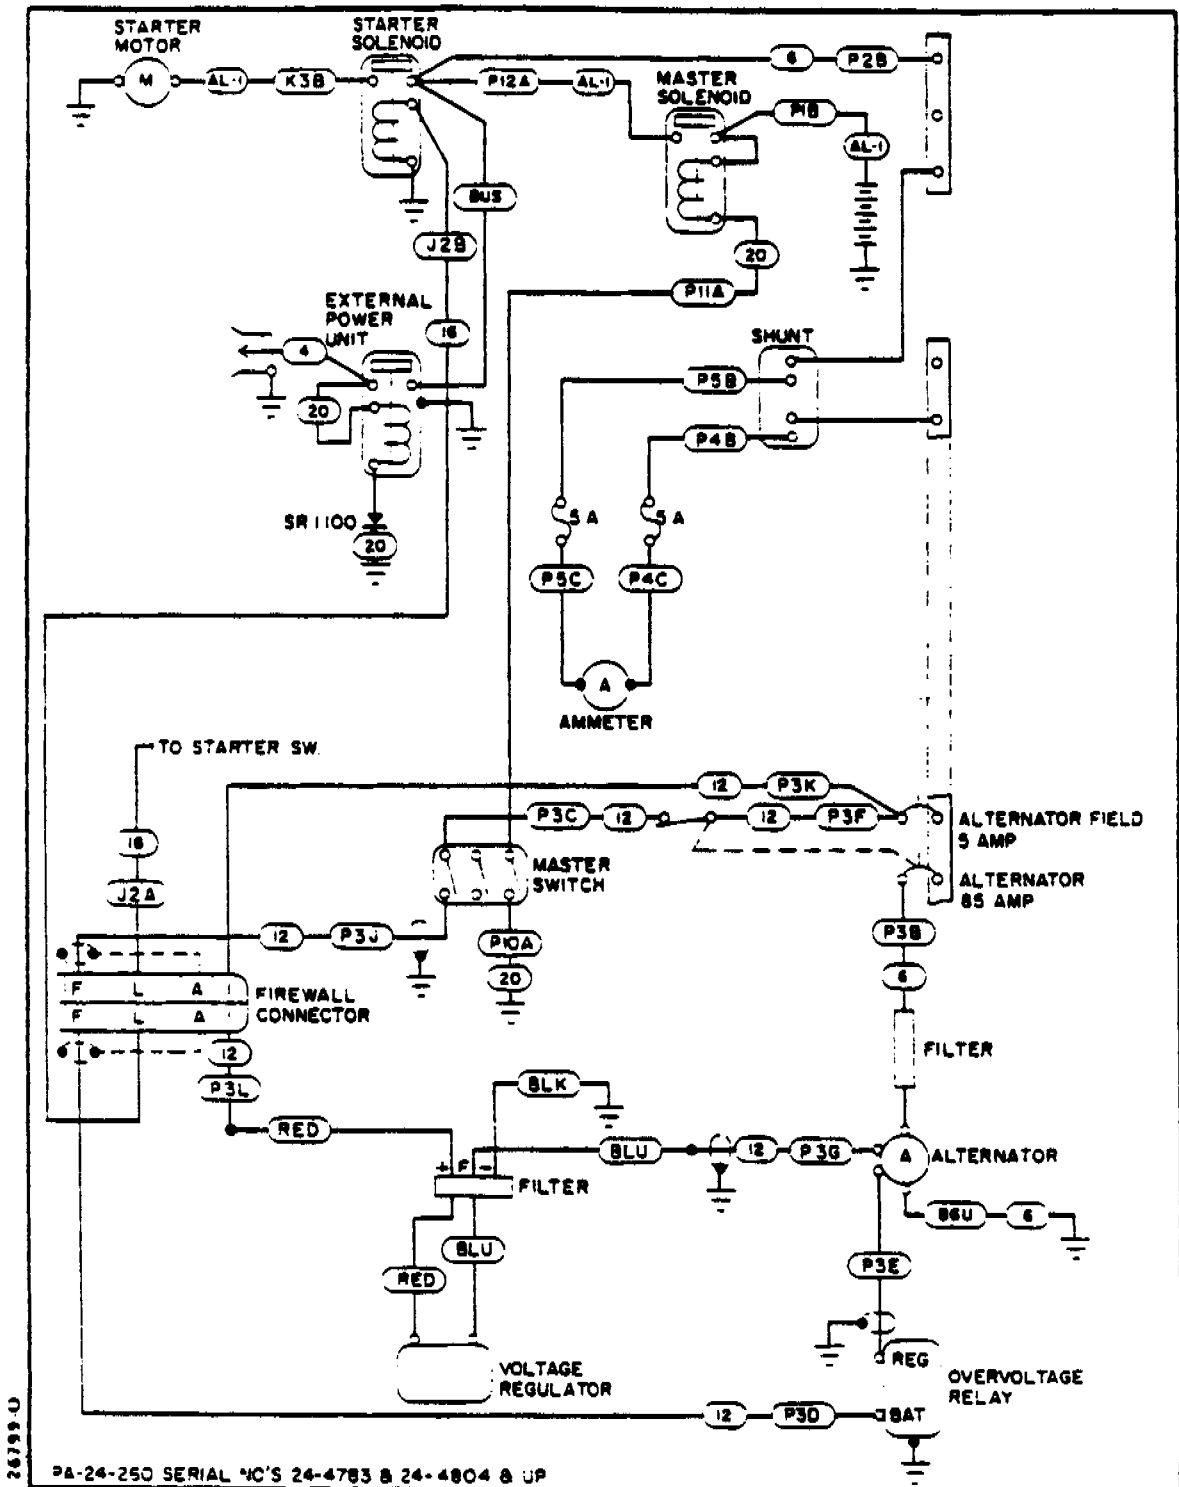 STARTER
MOTOR
M
AL-1
K3B
STARTER
SOLENOID
6
P2B
P12A
AL-1
MASTER
SOLENOID
P1B
AL-1
BUS
J2B
20
P11A
EXTERNAL
POWER
UNIT
4
16
20
SHUNT
P5B
P4B
SR1100
20
5 A
5 A
P5C
P4C
A
AMMETER
TO STARTER SW.
12
P3K
P3C
12
12
P3F
ALTERNATOR FIELD
5 AMP
16
MASTER
SWITCH
ALTERNATOR
85 AMP
J2A
P3B
12
P3J
P10A
20
6
F L A
F L A
FIREWALL
CONNECTOR
12
P3L
FILTER
BLK
RED
BLU
12
P3G
A
ALTERNATOR
+ F -
FILTER
6
BLU
RED
P3E
VOLTAGE
REGULATOR
REG
OVERVOLTAGE
RELAY
12
P3D
BAT
PA-24-250 SERIAL NO'S 24-4783 & 24-4804 & UP